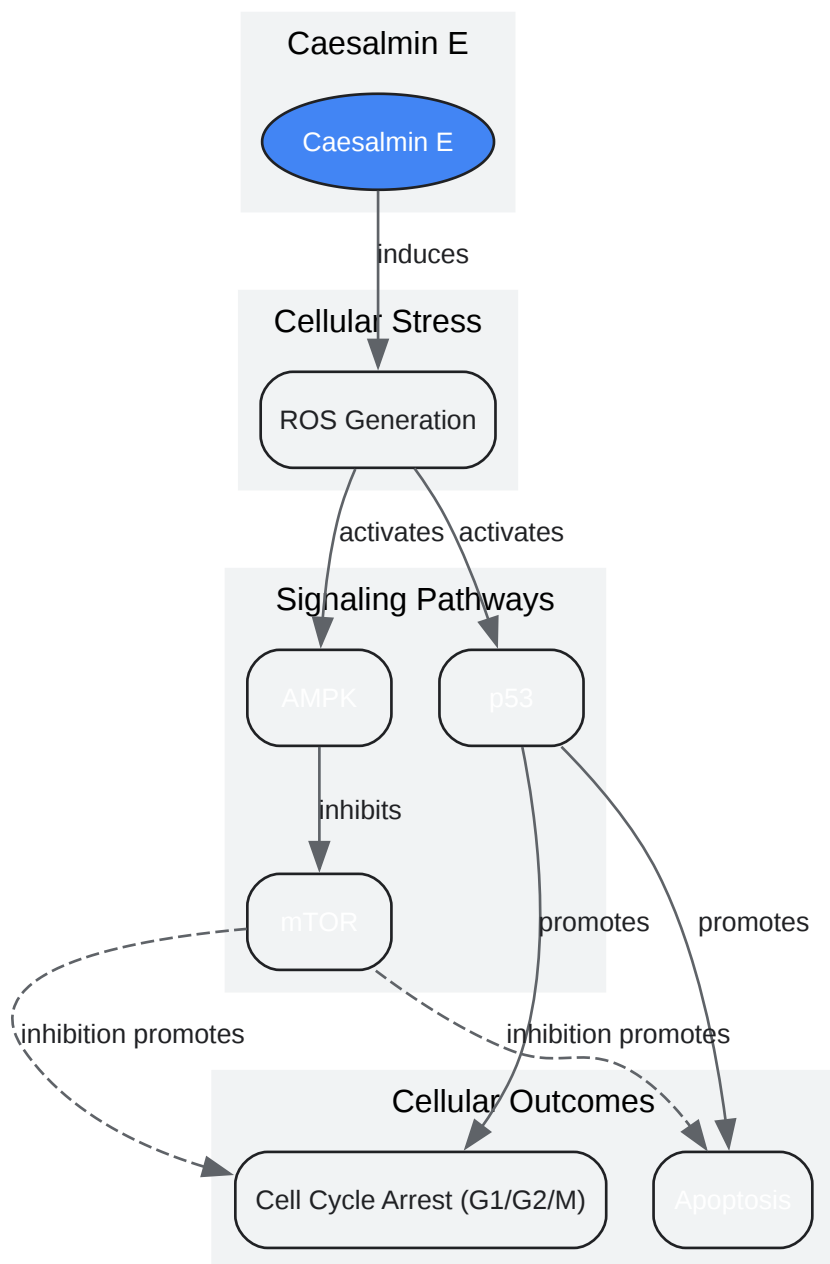 Caesalmin E
Caesalmin E
induces
Cellular Stress
ROS Generation
activates
activates
Signaling Pathways
AMPK
p53
inhibits
mTOR
promotes
promotes
inhibition promotes
inhibition promotes
Cellular Outcomes
Cell Cycle Arrest (G1/G2/M)
Apoptosis